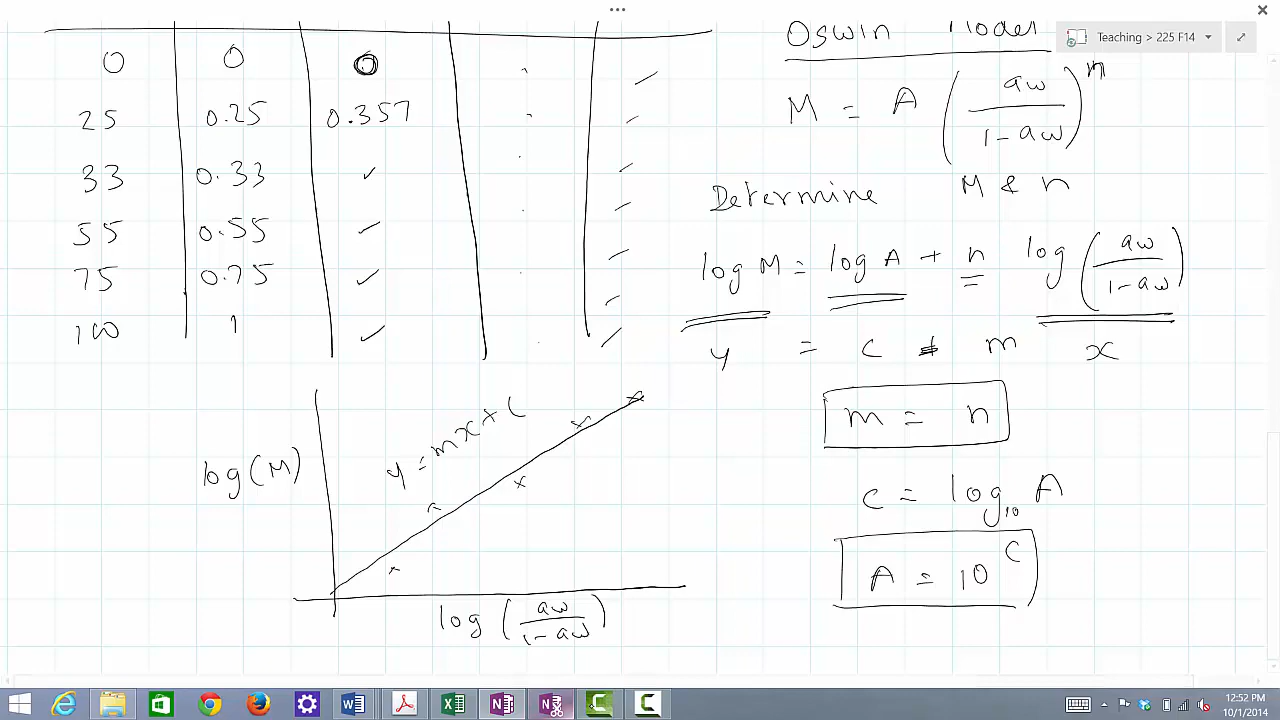 Oswin Model
Teaching > 225 F14
0 0 0
25 0.25 0.357
33 0.33 ✓
55 0.55 ✓
75 0.75 ✓
100 1 ✓
M = A (aw / 1-aw)^n
Determine M & n
log M = log A + n log (aw / 1-aw)
y = c + m x
m = n
c = log₁₀ A
A = 10^C
y = mx + C
log (M)
log (aw / 1-aw)
12:52 PM
10/1/2014